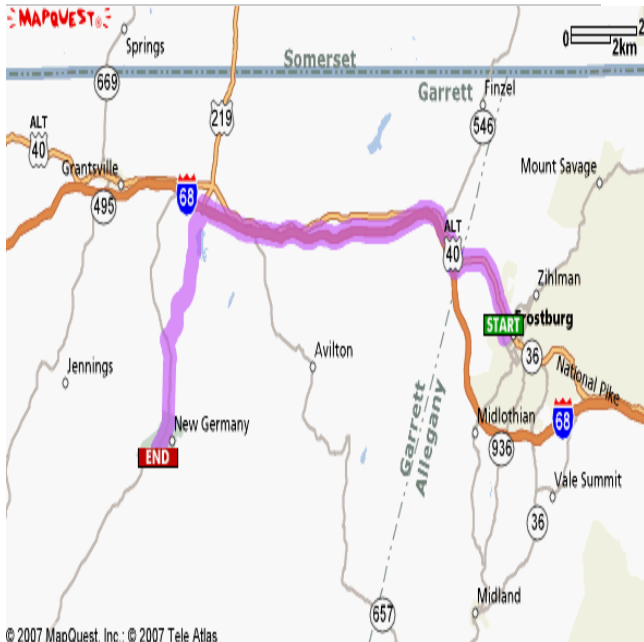 MAPQUEST
Springs
Somerset
0 2
2km
669
Garrett
Finzel
219
546
ALT
40
Grantsville
Mount Savage
68
495
ALT
40
Zihlman
START
Frostburg
36
Avilton
Jennings
National Pike
New Germany
END
Garrett
Allegany
Midlothian
68
936
Vale Summit
36
657
Midland
© 2007 MapQuest, Inc.; © 2007 Tele Atlas